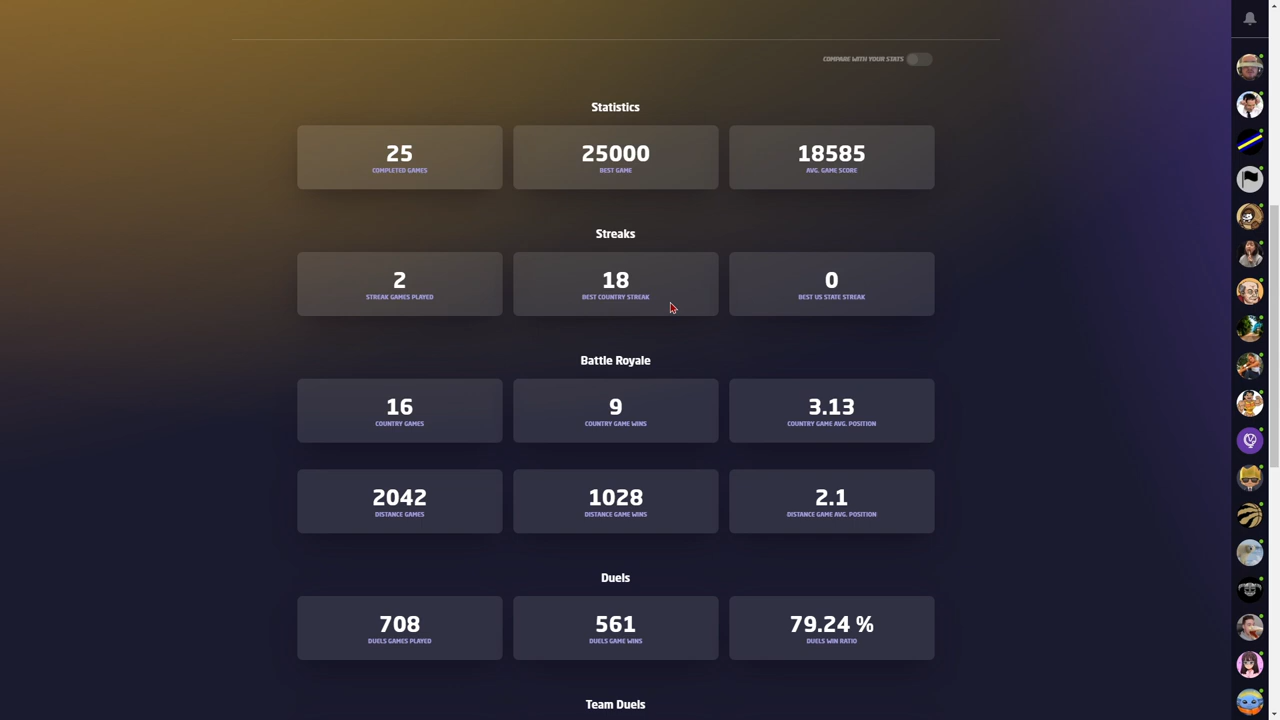 COMPARE WITH YOUR STATS
Statistics
25
COMPLETED GAMES
25000
BEST GAME
18585
AVG. GAME SCORE
Streaks
2
STREAK GAMES PLAYED
18
BEST COUNTRY STREAK
0
BEST US STATE STREAK
Battle Royale
16
COUNTRY GAMES
9
COUNTRY GAME WINS
3.13
COUNTRY GAME AVG. POSITION
2042
DISTANCE GAMES
1028
DISTANCE GAME WINS
2.1
DISTANCE GAME AVG. POSITION
Duels
708
DUELS GAMES PLAYED
561
DUELS GAME WINS
79.24 %
DUELS WIN RATIO
Team Duels